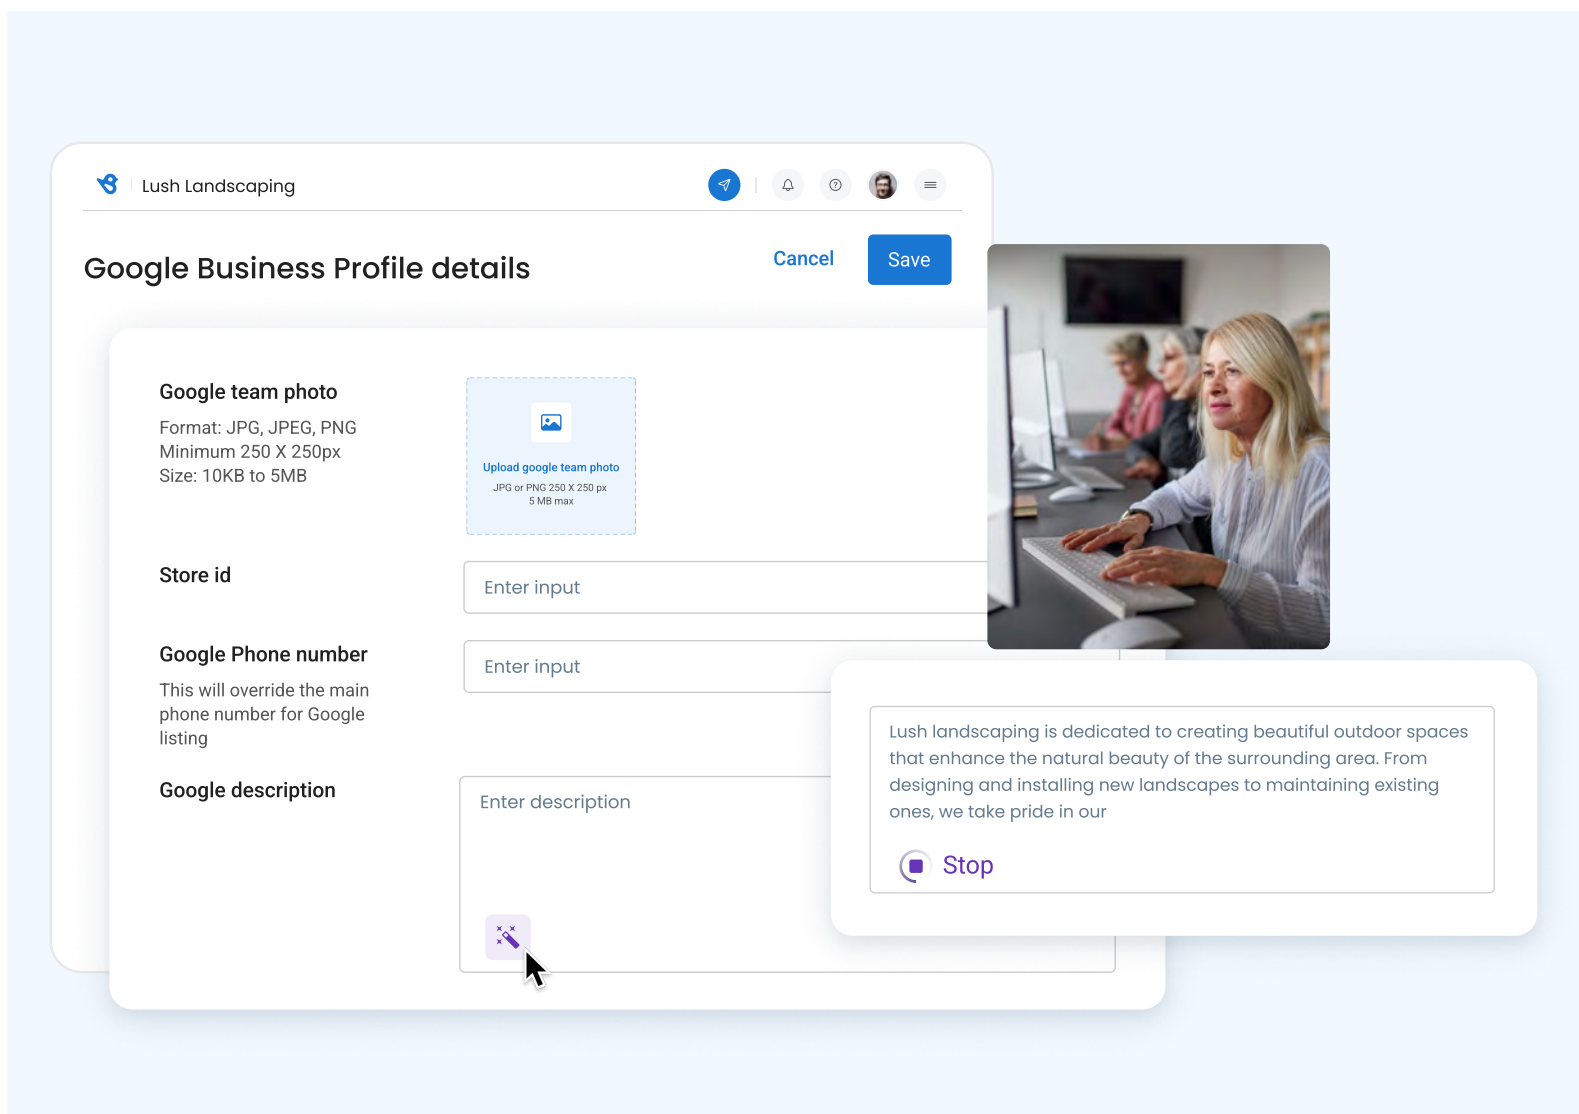 Lush Landscaping
Google Business Profile details
Cancel
Save
Google team photo
Format: JPG, JPEG, PNG
Minimum 250 X 250px
Size: 10KB to 5MB
Upload google team photo
JPG or PNG 250 X 250 px
5 MB max
Store id
Enter input
Google Phone number
This will override the main
phone number for Google
listing
Enter input
Google description
Enter description
Lush landscaping is dedicated to creating beautiful outdoor spaces
that enhance the natural beauty of the surrounding area. From
designing and installing new landscapes to maintaining existing
ones, we take pride in our
Stop